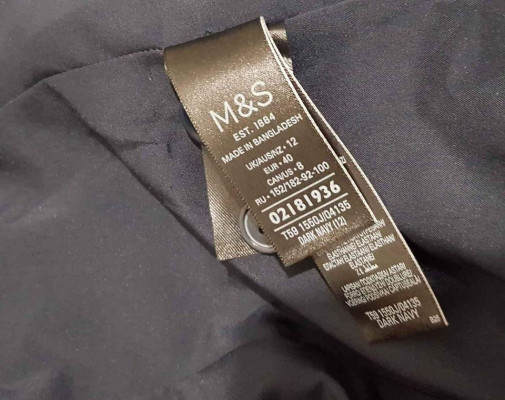 M&S
EST. 1884
MADE IN BANGLADESH
UK/AUS/NZ • 12
EUR • 40
CAN/US • 8
RU • 152/182-92-100
02181936
T59 1550J/04135
DARK NAVY (12)
ELASTANE
T59 1550J/04135
DARK NAVY